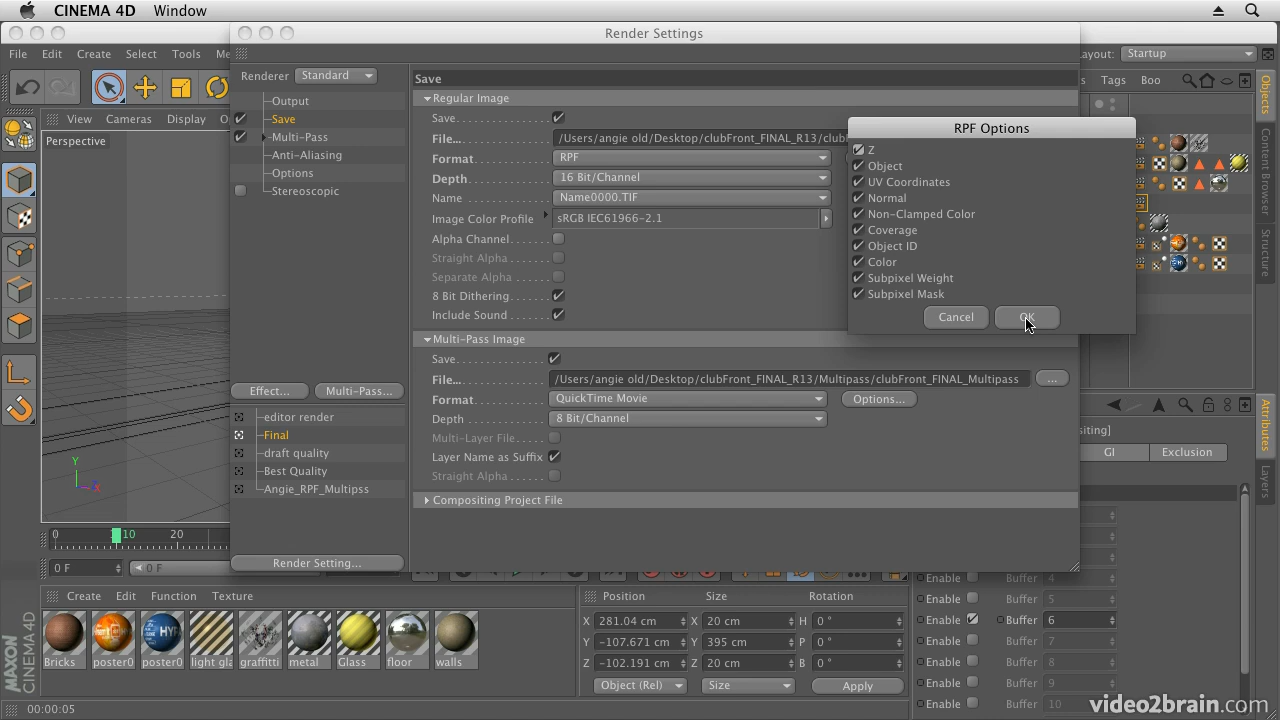 CINEMA 4D Window
Render Settings
File Edit Create Select Tools
Layout: Startup
Tags Boo
Renderer Standard
Save
Output
Save
Multi-Pass
Anti-Aliasing
Options
Stereoscopic
View Cameras Display
Perspective
Regular Image
Save
File... /Users/angie old/Desktop/clubFront_FINAL_R13/club
Format RPF
Depth 16 Bit/Channel
Name Name0000.TIF
Image Color Profile sRGB IEC61966-2.1
Alpha Channel
Straight Alpha
Separate Alpha
8 Bit Dithering
Include Sound
RPF Options
Z
Object
UV Coordinates
Normal
Non-Clamped Color
Coverage
Object ID
Color
Subpixel Weight
Subpixel Mask
Cancel OK
Multi-Pass Image
Save
File... /Users/angie old/Desktop/clubFront_FINAL_R13/Multipass/clubFront_FINAL_Multipass ...
Format QuickTime Movie Options...
Depth 8 Bit/Channel
Multi-Layer File
Layer Name as Suffix
Straight Alpha
Compositing Project File
Effect... Multi-Pass...
editor render
Final
draft quality
Best Quality
Angie_RPF_Multipss
Render Setting...
Y
X
0 10 20
0 F 0 F
Objects
Content Browser
Structure
Attributes
Layers
siting]
GI Exclusion
4
Enable Buffer 4
Enable Buffer 5
Enable Buffer 6
Enable Buffer 7
Enable Buffer 8
Enable Buffer 9
Enable Buffer 10
Create Edit Function Texture
Bricks poster0 poster0 light gla graffitti metal Glass floor walls
Position Size Rotation
X 281.04 cm X 20 cm H 0 °
Y -107.671 cm Y 395 cm P 0 °
Z -102.191 cm Z 20 cm B 0 °
Object (Rel) Size Apply
MAXON
CINEMA 4D
00:00:05
video2brain.com